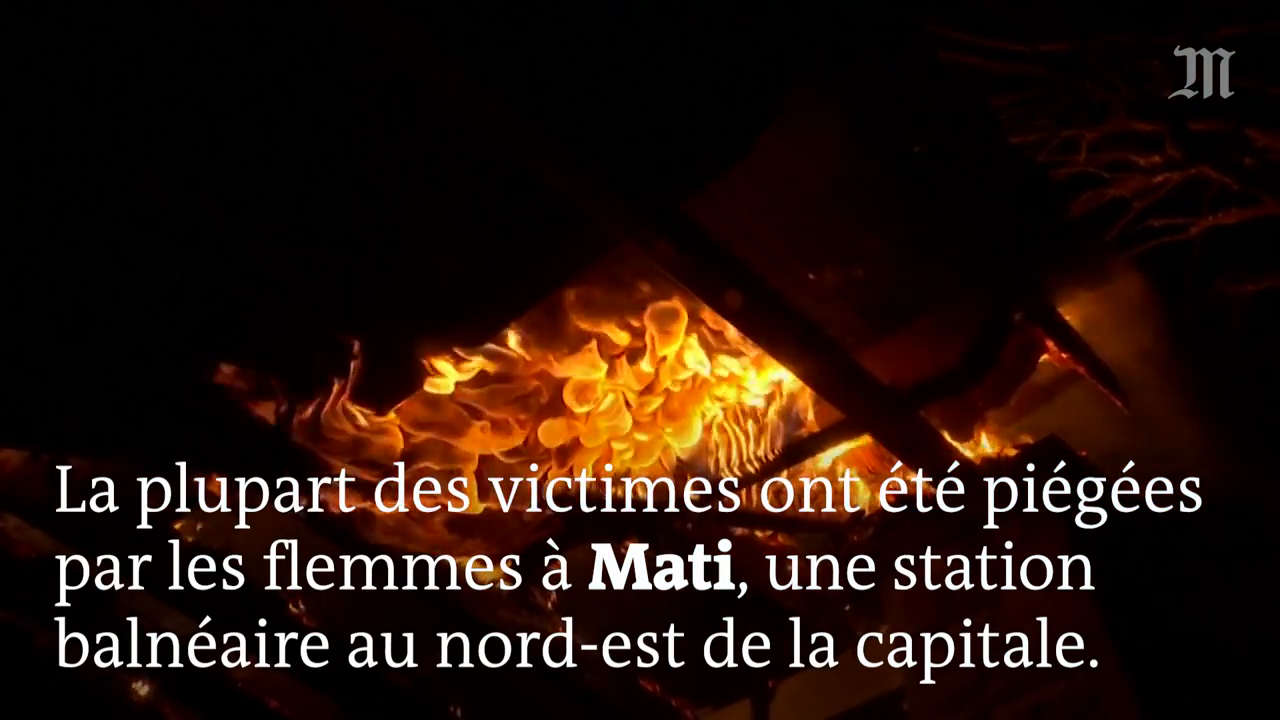 M
La plupart des victimes ont été piégées
par les flemmes à Mati, une station
balnéaire au nord-est de la capitale.